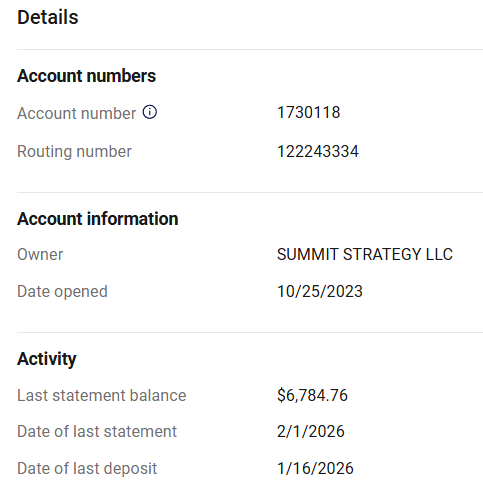 Details
Account numbers
Account number 1730118
Routing number 122243334
Account information
Owner SUMMIT STRATEGY LLC
Date opened 10/25/2023
Activity
Last statement balance $6,784.76
Date of last statement 2/1/2026
Date of last deposit 1/16/2026